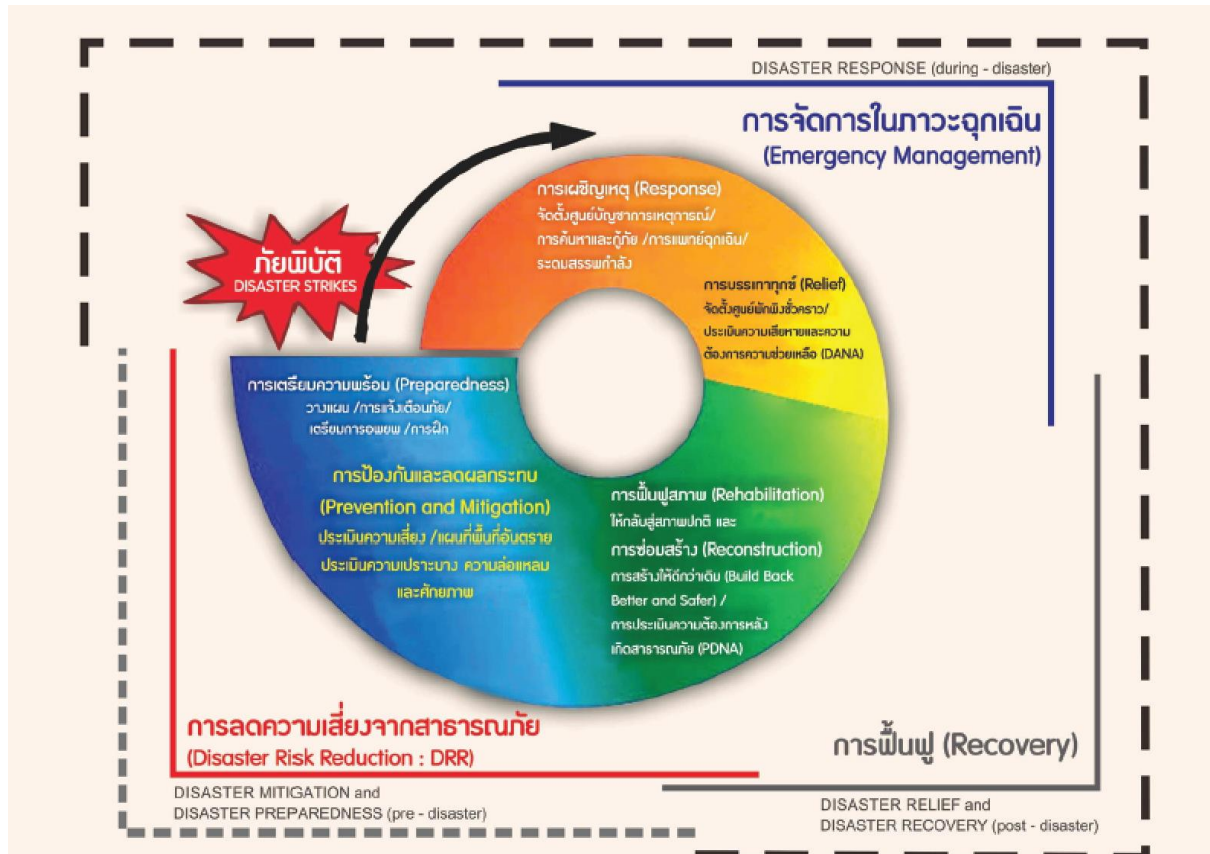 DISASTER RESPONSE (during - disaster)
การจัดการในภาวะฉุกเฉิน
(Emergency Management)
ภัยพิบัติ
DISASTER STRIKES
การเผชิญเหตุ (Response)
จัดตั้งศูนย์บัญชาการเหตุการณ์/
การค้นหาและกู้ภัย /การแพทย์ฉุกเฉิน/
ระดมสรรพกำลัง
การบรรเทาทุกข์ (Relief)
จัดตั้งศูนย์พักพิงชั่วคราว/
ประเมินความเสียหายและความ
ต้องการความช่วยเหลือ (DANA)
การเตรียมความพร้อม (Preparedness)
วางแผน /การแจ้งเตือนภัย/
เตรียมการอพยพ /การฝึก
การป้องกันและลดผลกระทบ
(Prevention and Mitigation)
ประเมินความเสี่ยง /แผนที่พื้นที่อันตราย
ประเมินความเปราะบาง ความล่อแหลม
และศักยภาพ
การฟื้นฟูสภาพ (Rehabilitation)
ให้กลับสู่สภาพปกติ และ
การซ่อมสร้าง (Reconstruction)
การสร้างให้ดีกว่าเดิม (Build Back
Better and Safer) /
การประเมินความต้องการหลัง
เกิดสาธารณภัย (PDNA)
การลดความเสี่ยงจากสาธารณภัย
(Disaster Risk Reduction : DRR)
DISASTER MITIGATION and
DISASTER PREPAREDNESS (pre - disaster)
การฟื้นฟู (Recovery)
DISASTER RELIEF and
DISASTER RECOVERY (post - disaster)